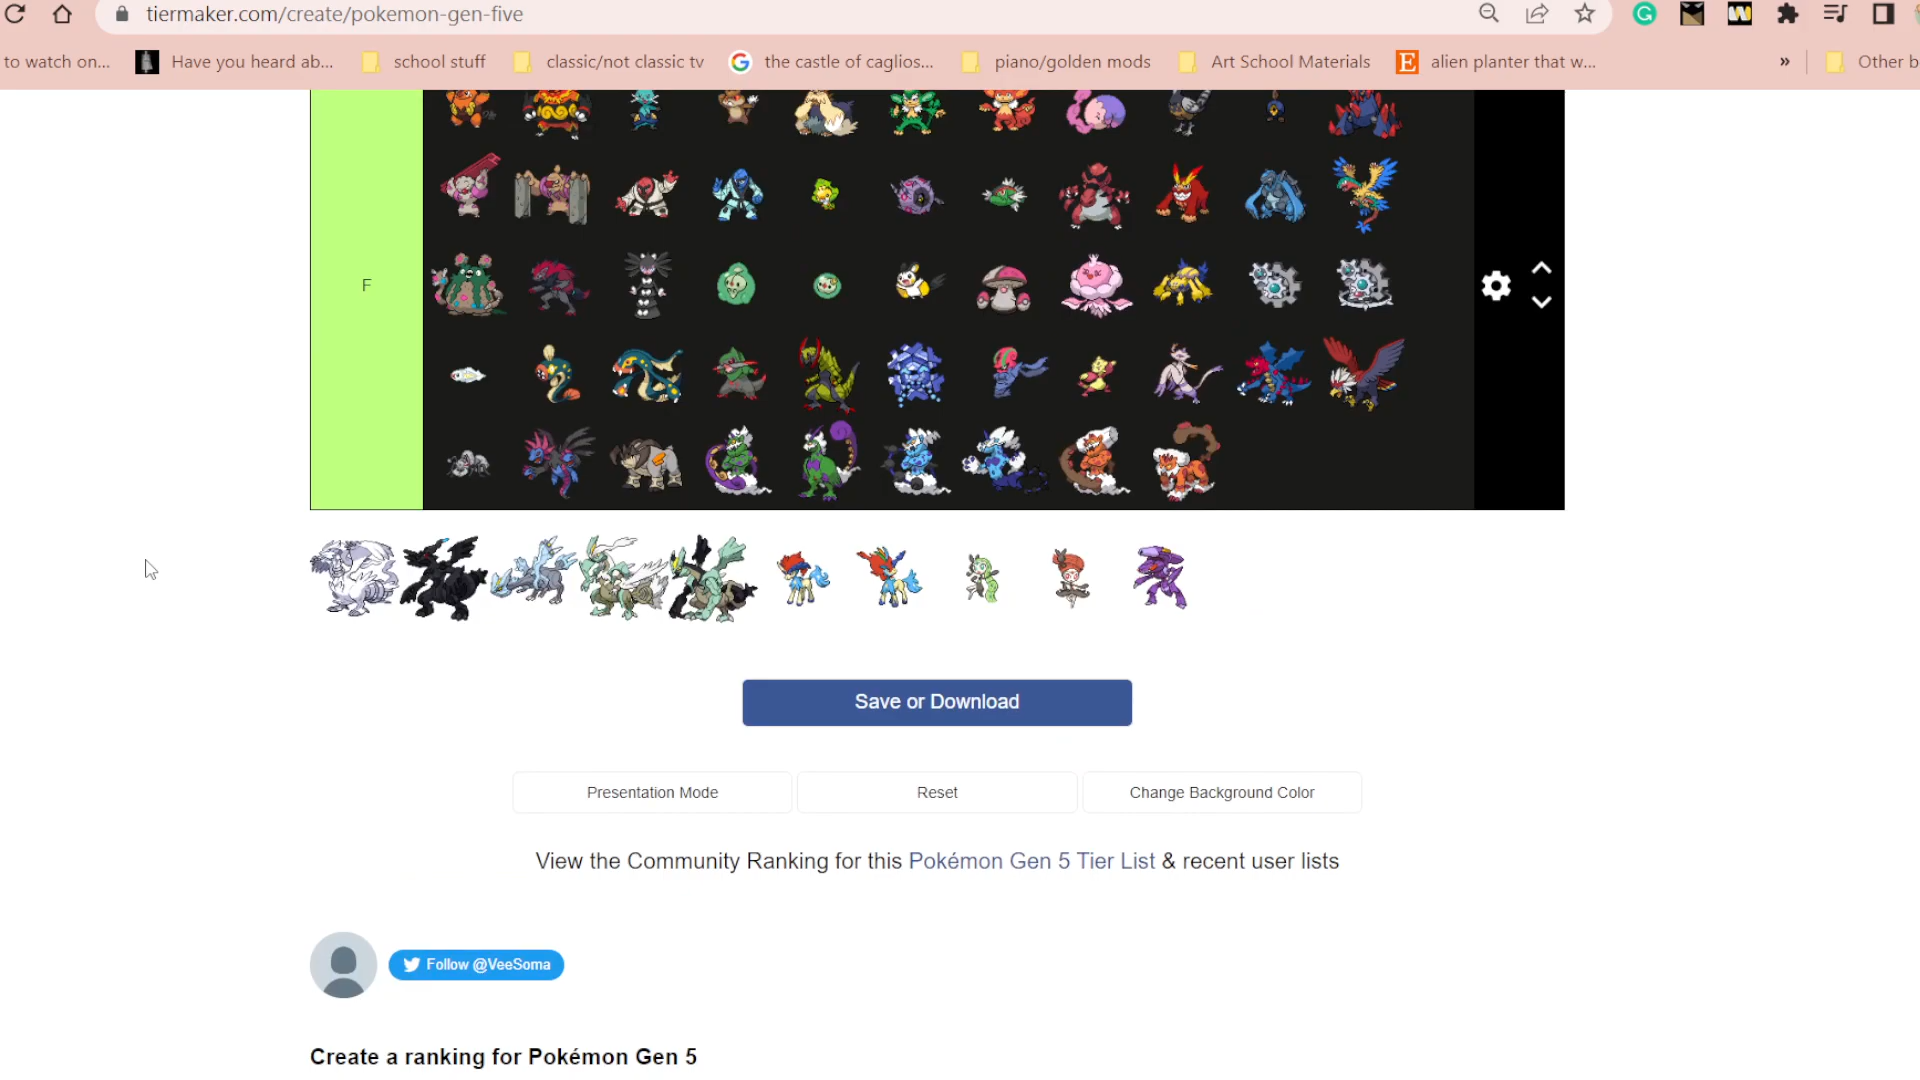 tiermaker.com/create/pokemon-gen-five
to watch on...
Have you heard ab...
school stuff
classic/not classic tv
the castle of caglios...
piano/golden mods
Art School Materials
alien planter that w...
»
Other b
F
Save or Download
Presentation Mode
Reset
Change Background Color
View the Community Ranking for this Pokémon Gen 5 Tier List & recent user lists
Follow @VeeSoma
Create a ranking for Pokémon Gen 5